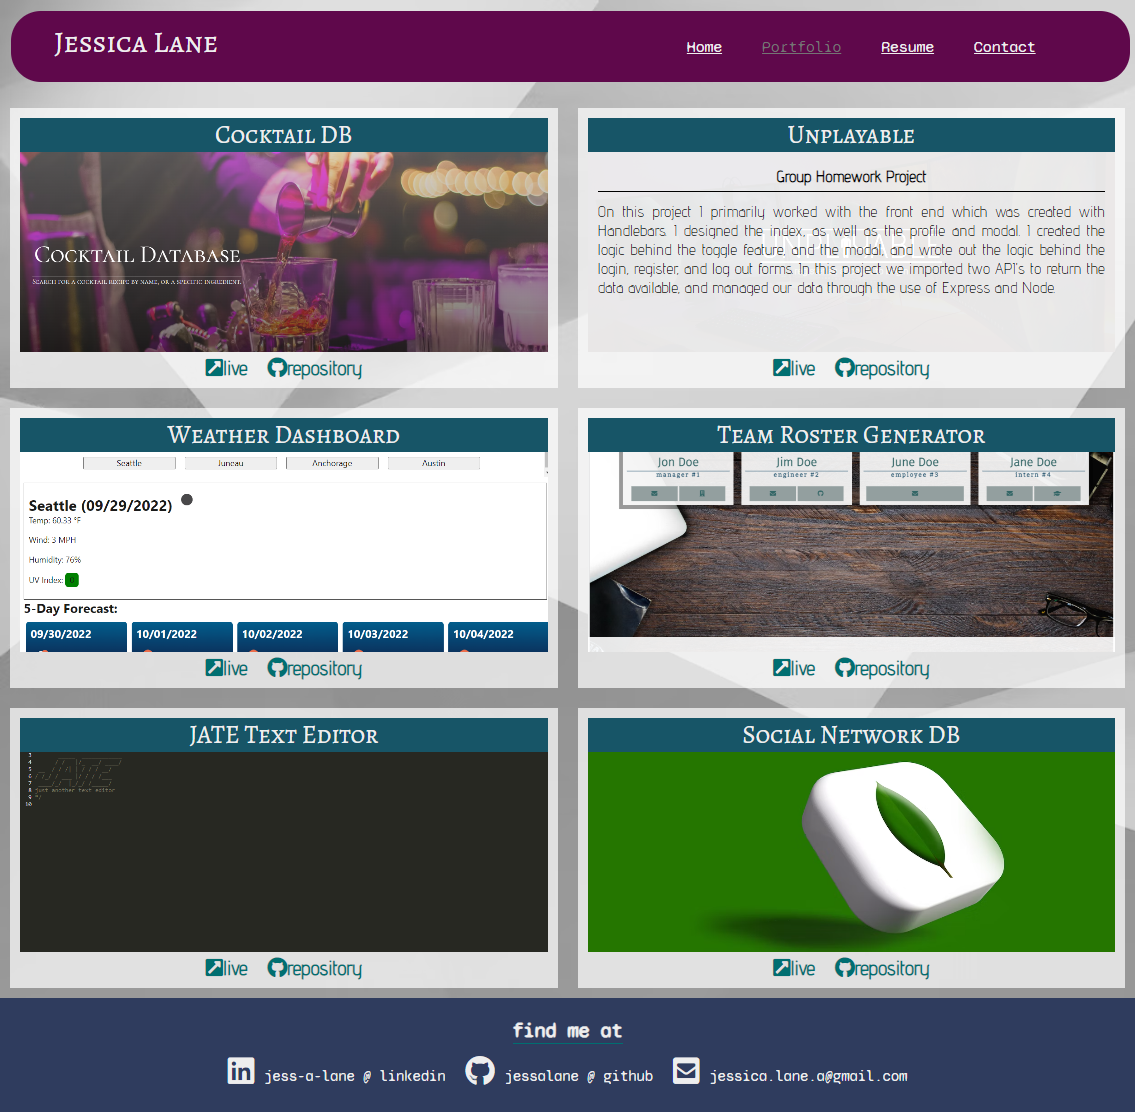 Jessica Lane
Home Portfolio Resume Contact
Cocktail DB
Cocktail Database
Search for a cocktail recipe by name, or a specific ingredient.
live repository
Unplayable
Group Homework Project
On this project I primarily worked with the front end which was created with
Handlebars. I designed the index, as well as the profile and modal. I created the
logic behind the toggle feature, and the modal, and wrote out the logic behind the
login, register, and log out forms. In this project we imported two API's to return the
data available, and managed our data through the use of Express and Node.
live repository
Weather Dashboard
Seattle Juneau Anchorage Austin
Seattle (09/29/2022)
Temp: 60.33 °F
Wind: 3 MPH
Humidity: 76%
UV Index: 0
5-Day Forecast:
09/30/2022 10/01/2022 10/02/2022 10/03/2022 10/04/2022
live repository
Team Roster Generator
Jon Doe Jim Doe June Doe Jane Doe
manager #1 engineer #2 employee #3 intern #4
live repository
JATE Text Editor
3
4
5
6
7
8 just another text editor
9 */
10
live repository
Social Network DB
live repository
find me at
jess-a-lane @ linkedin jessalane @ github jessica.lane.a@gmail.com